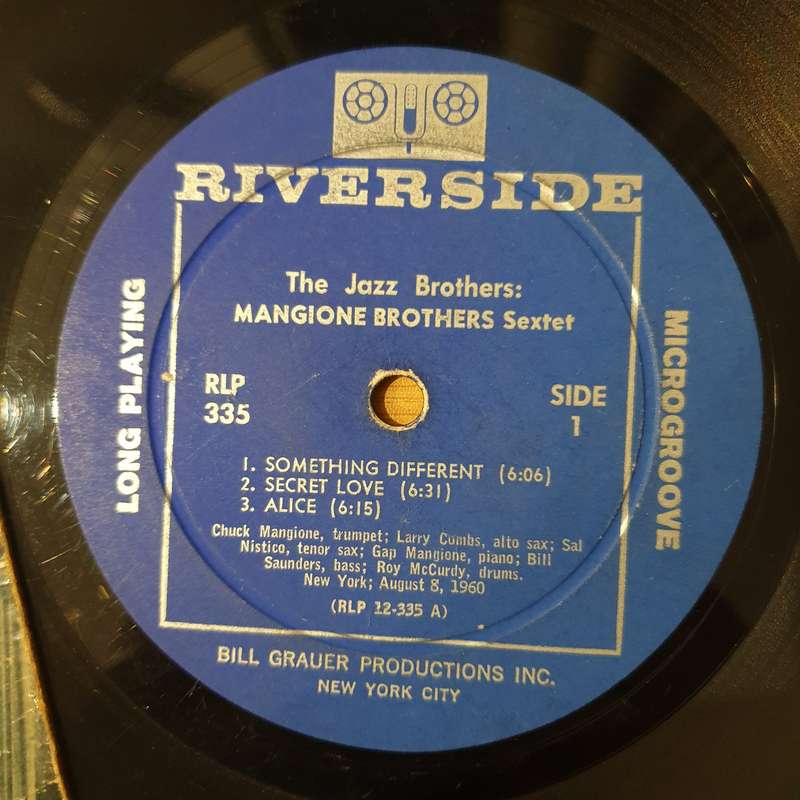 RIVERSIDE
The Jazz Brothers:
MANGIONE BROTHERS Sextet
LONG PLAYING
MICROGROOVE
RLP
335
SIDE
1
1. SOMETHING DIFFERENT (6:06)
2. SECRET LOVE (6:31)
3. ALICE (6:15)
Chuck Mangione, trumpet; Larry Combs, alto sax; Sal
Nistico, tenor sax; Gap Mangione, piano; Bill
Saunders, bass; Roy McCurdy, drums.
New York; August 8, 1960
(RLP 12-335 A)
BILL GRAUER PRODUCTIONS INC.
NEW YORK CITY